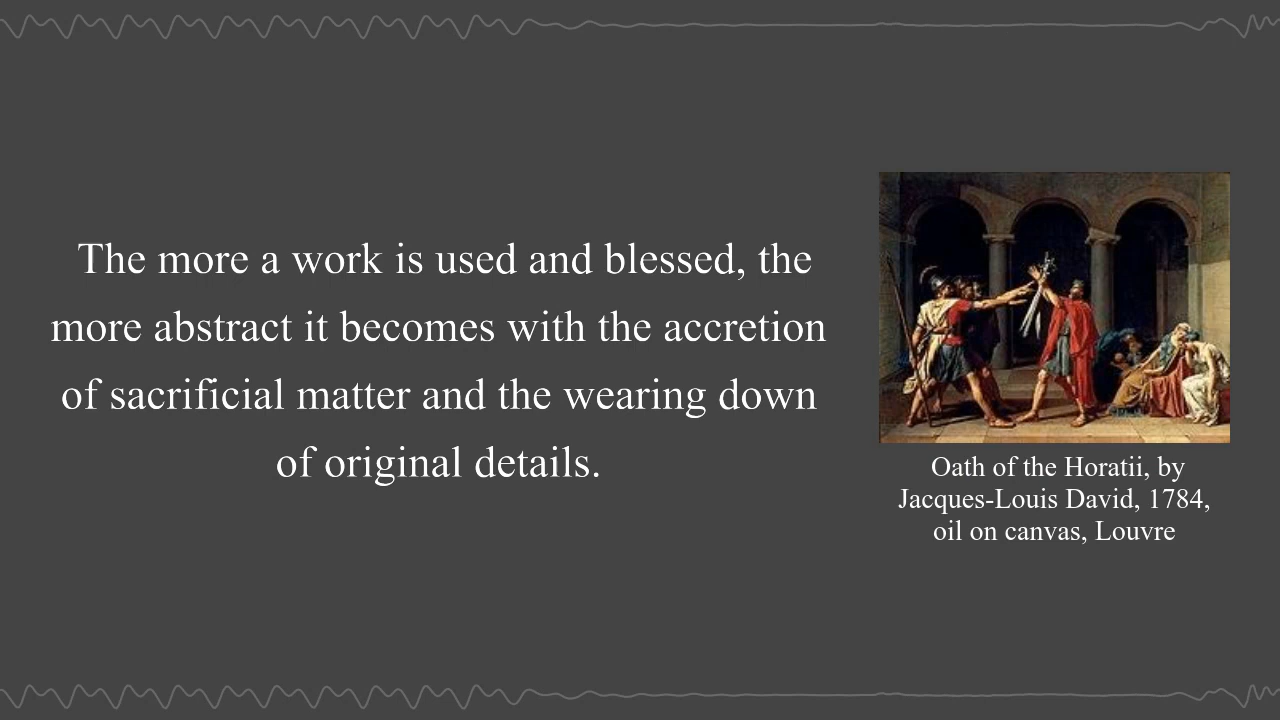 The more a work is used and blessed, the
more abstract it becomes with the accretion
of sacrificial matter and the wearing down
of original details.
Oath of the Horatii, by
Jacques-Louis David, 1784,
oil on canvas, Louvre